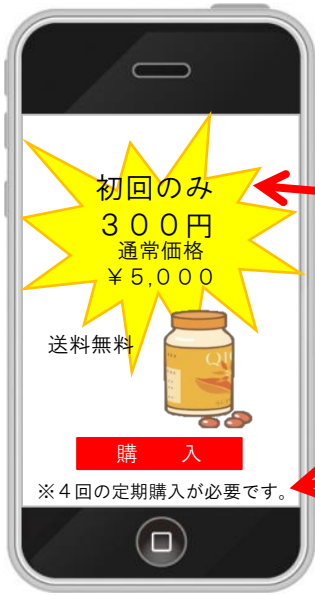 初回のみ
３００円
通常価格
￥５,０００
送料無料
購　入
※４回の定期購入が必要です。